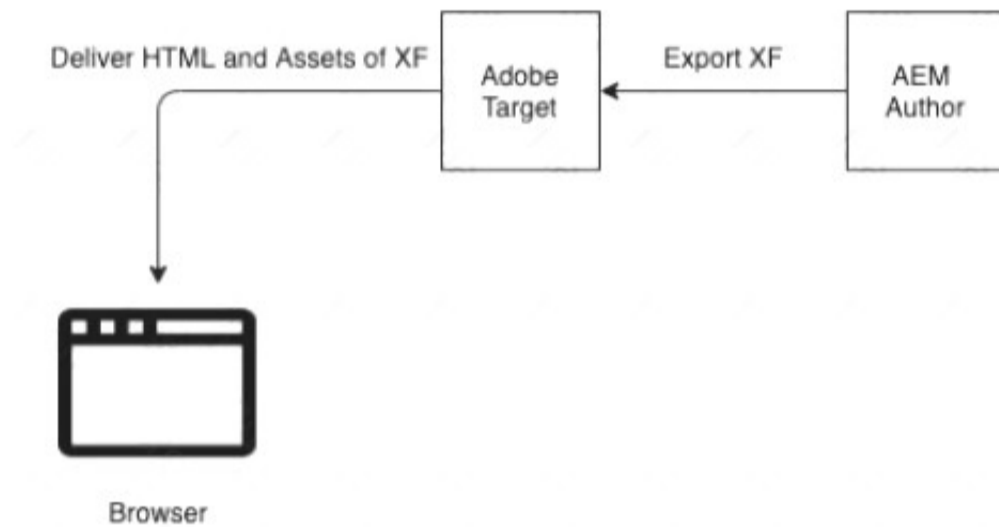 Deliver HTML and Assets of XF
Adobe
Target
Export XF
AEM
Author
Browser